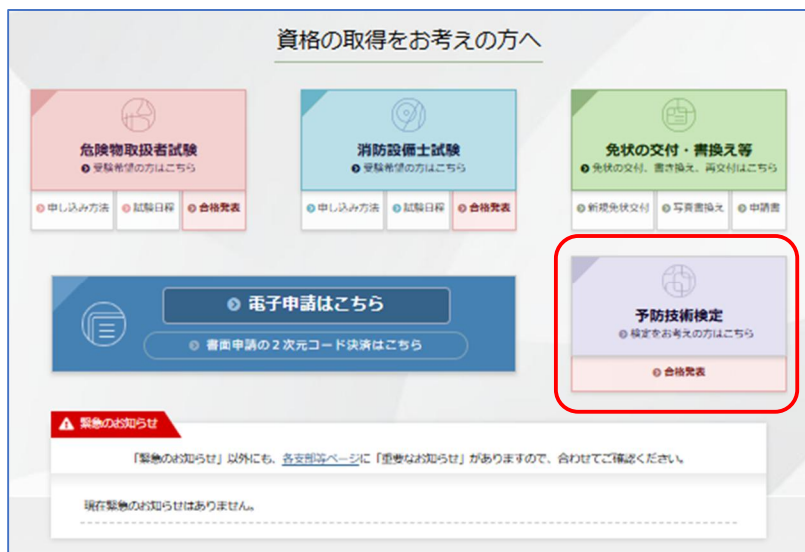 資格の取得をお考えの方へ
危険物取扱者試験
受験希望の方はこちら
申し込み方法
試験日程
合格発表
消防設備士試験
受験希望の方はこちら
申し込み方法
試験日程
合格発表
免状の交付・書換え等
免状の交付、書き換え、再交付はこちら
新規免状交付
写真書換え
申請書
電子申請はこちら
書面申請の２次元コード決済はこちら
予防技術検定
検定をお考えの方はこちら
合格発表
緊急のお知らせ
「緊急のお知らせ」以外にも、各支部等ページに「重要なお知らせ」がありますので、合わせてご確認ください。
現在緊急のお知らせはありません。